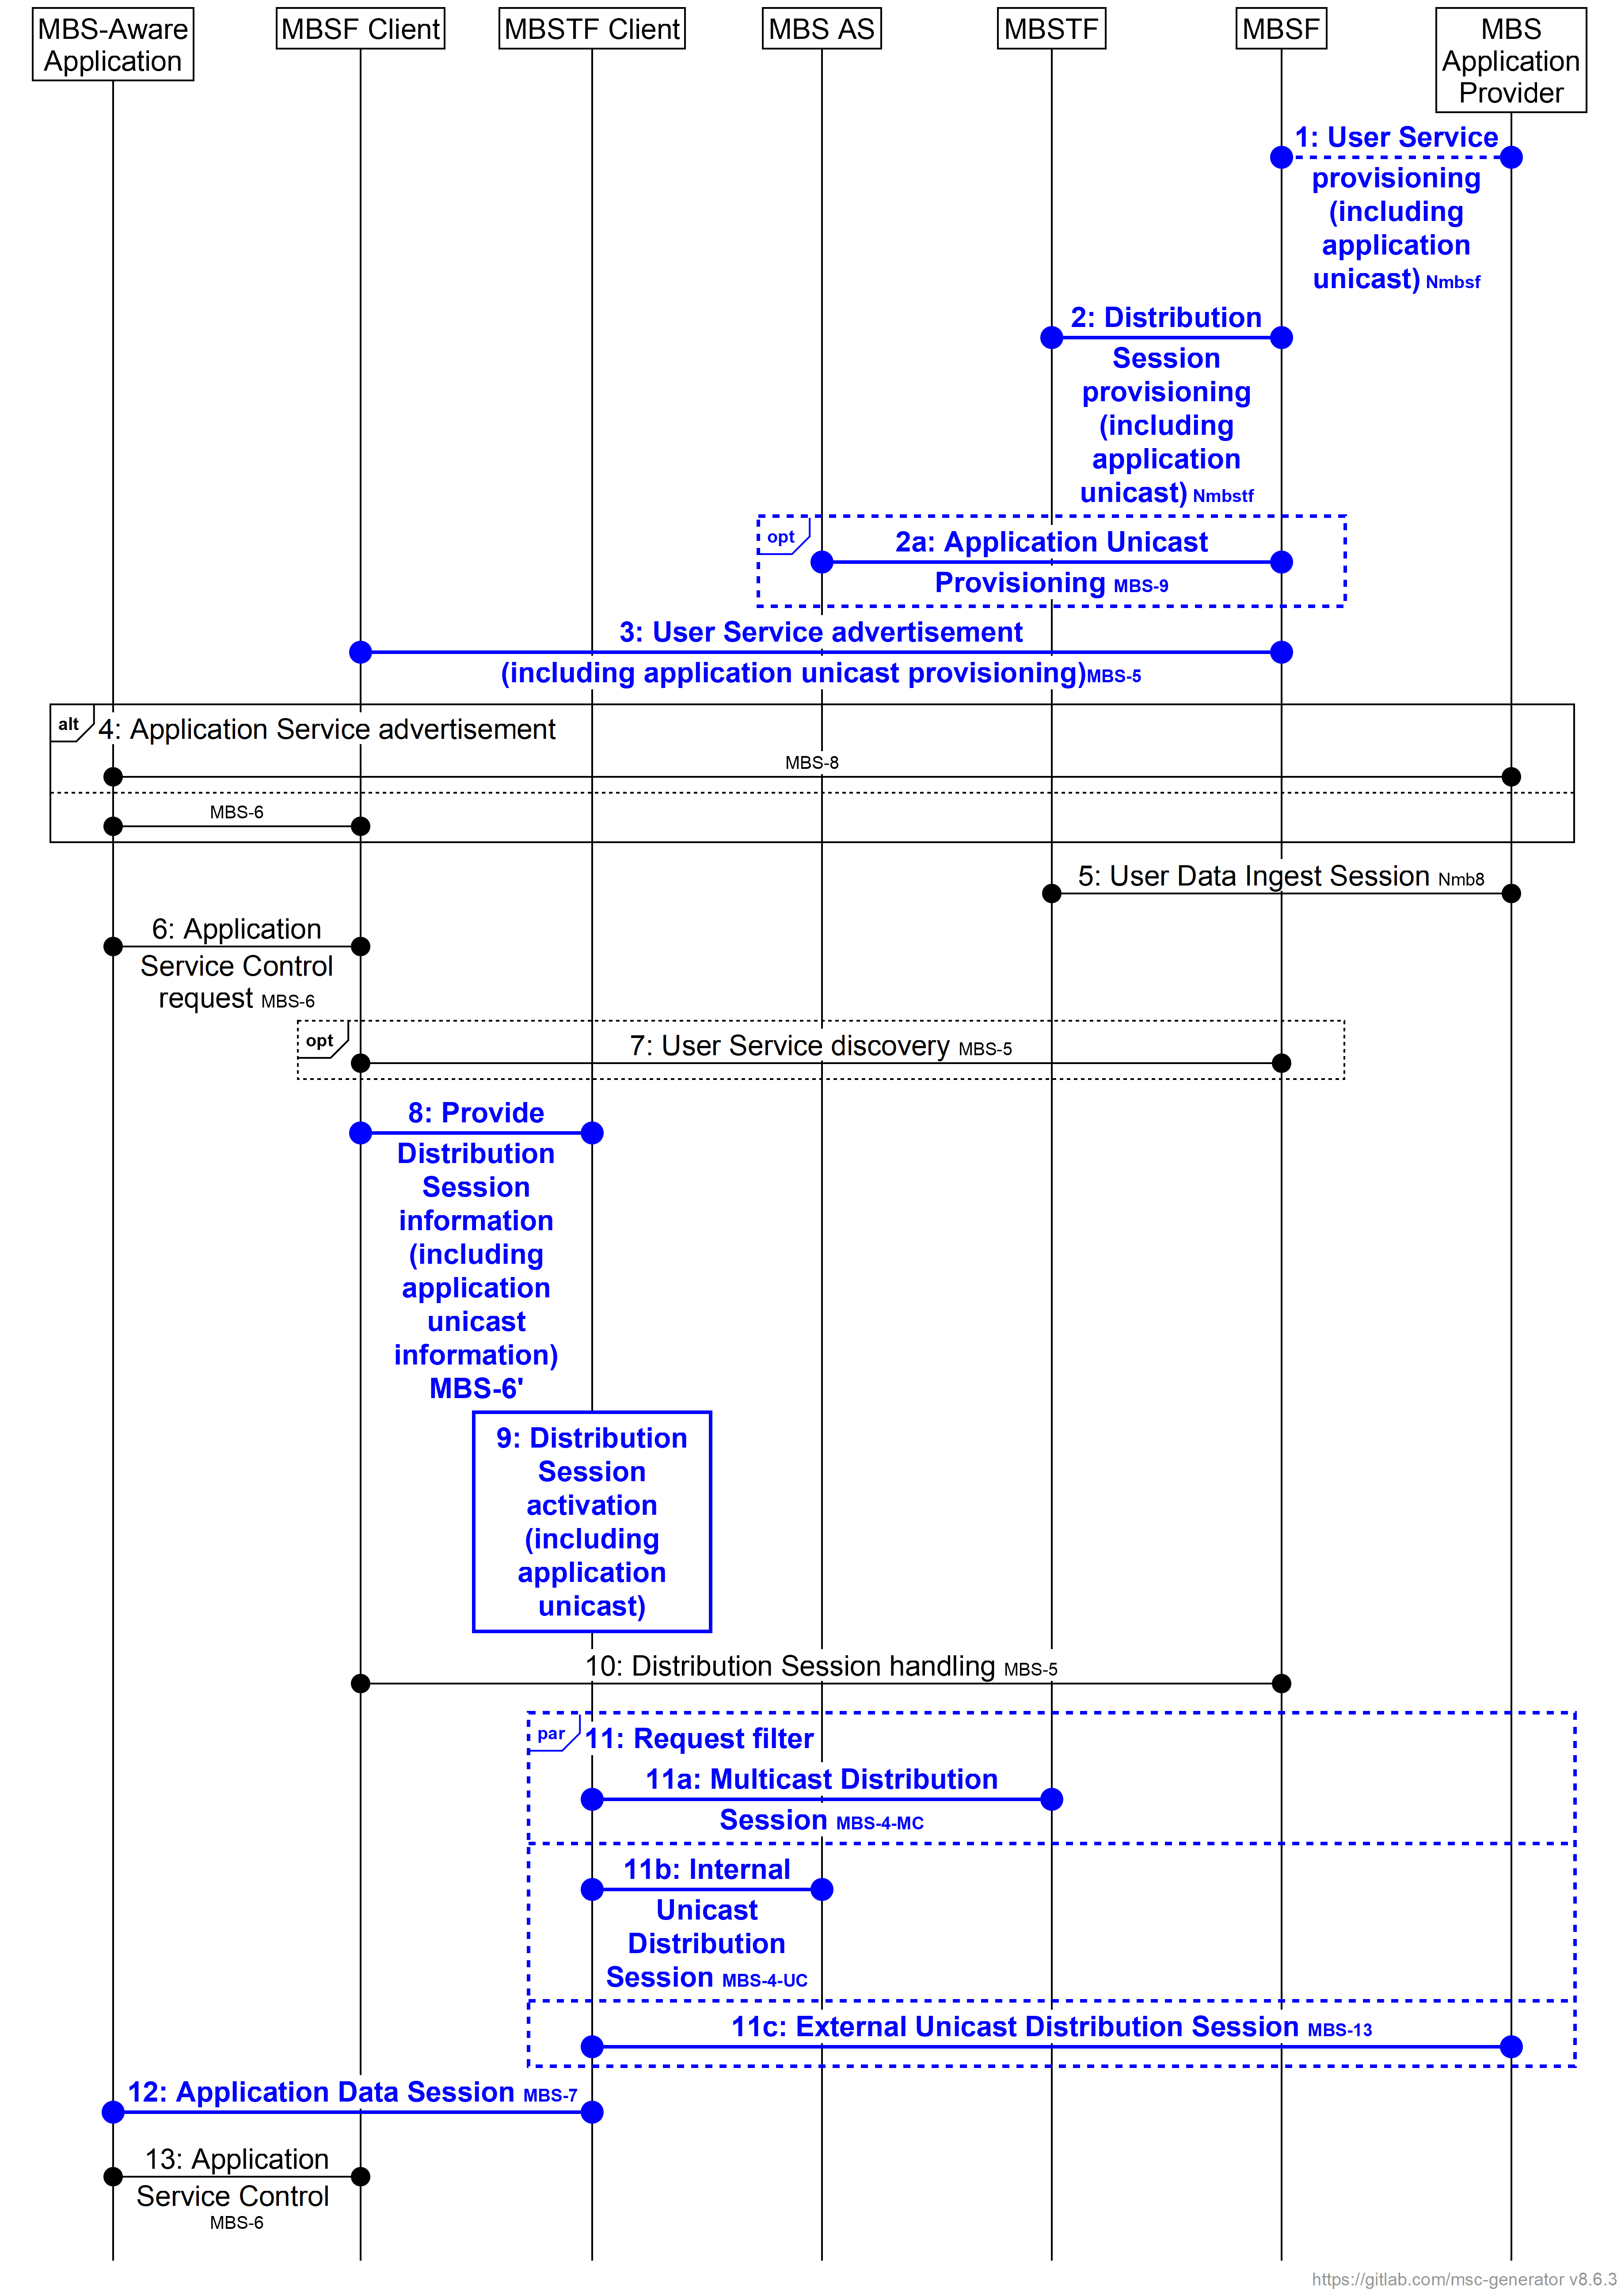 MBS-Aware
Application
MBSF Client
MBSTF Client
MBS AS
MBSTF
MBSF
MBS
Application
Provider
1: User Service
provisioning
(including
application
unicast) Nmbsf
2: Distribution
Session
provisioning
(including
application
unicast) Nmbstf
opt
2a: Application Unicast
Provisioning MBS-9
3: User Service advertisement
(including application unicast provisioning)MBS-5
alt
4: Application Service advertisement
MBS-8
MBS-6
5: User Data Ingest Session Nmb8
6: Application
Service Control
request MBS-6
opt
7: User Service discovery MBS-5
8: Provide
Distribution
Session
information
(including
application
unicast
information)
MBS-6'
9: Distribution
Session
activation
(including
application
unicast)
10: Distribution Session handling MBS-5
par
11: Request filter
11a: Multicast Distribution
Session MBS-4-MC
11b: Internal
Unicast
Distribution
Session MBS-4-UC
11c: External Unicast Distribution Session MBS-13
12: Application Data Session MBS-7
13: Application
Service Control
MBS-6
https://gitlab.com/msc-generator v8.6.3